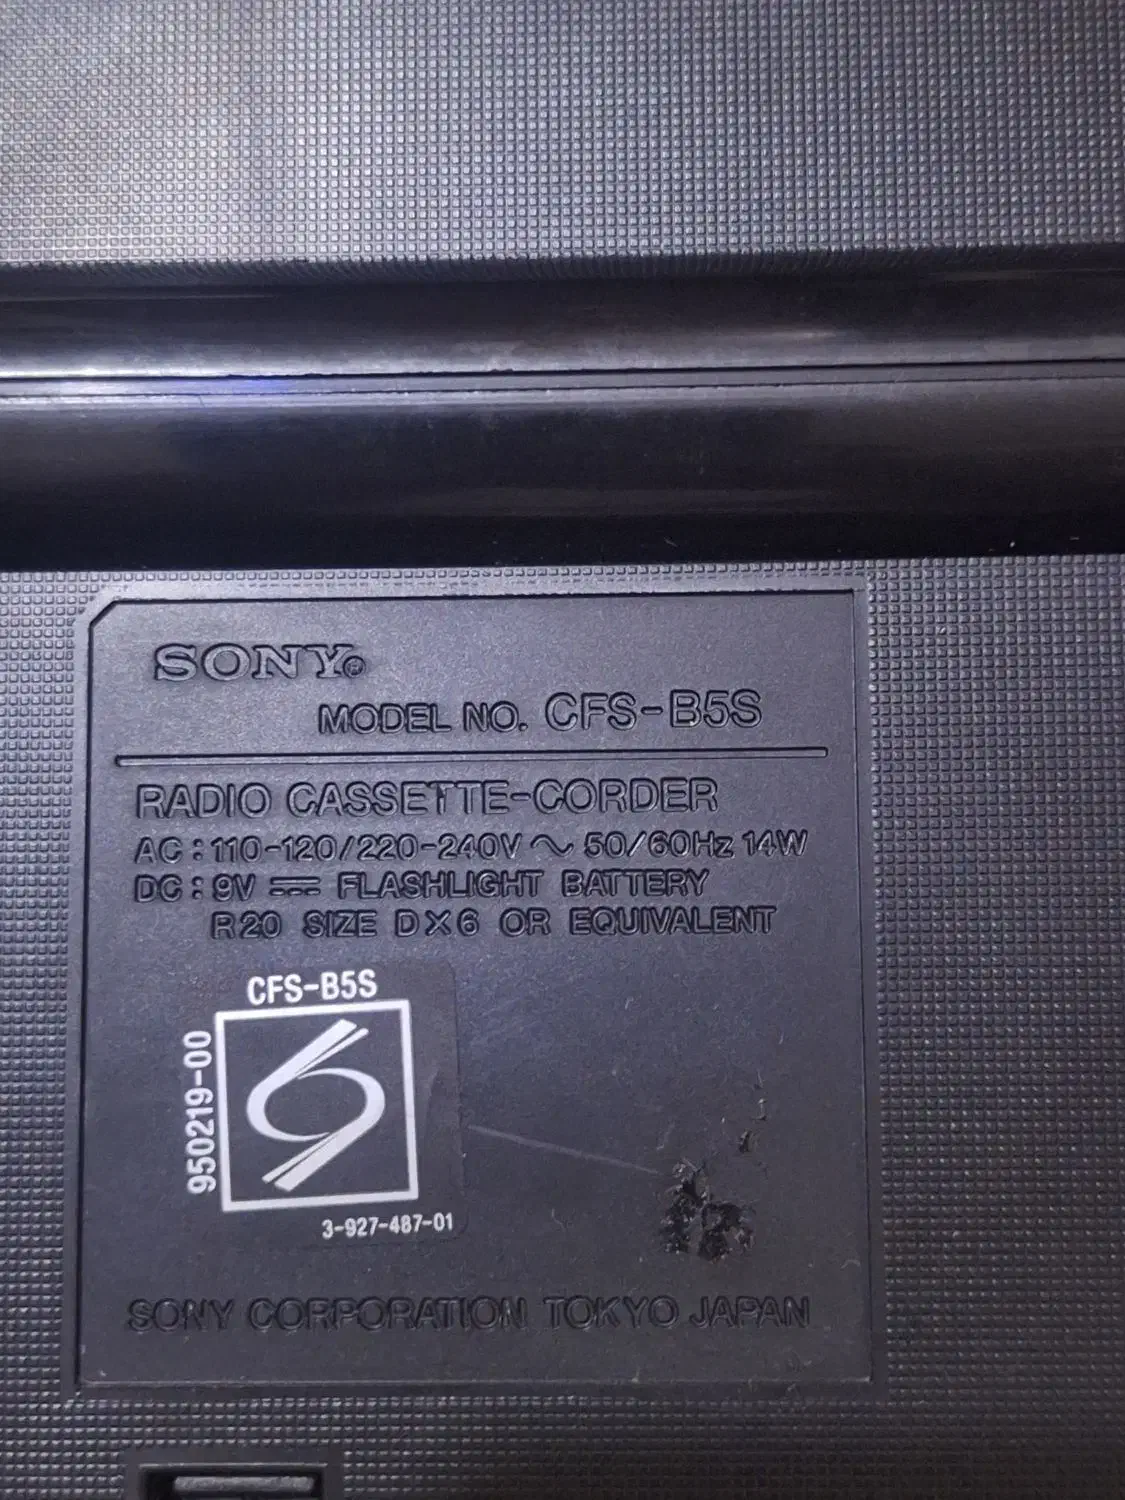 SONY®
MODEL NO. CFS-B5S
RADIO CASSETTE-CORDER
AC : 110-120/220-240V ~ 50/60Hz 14W
DC : 9V ⎓ FLASHLIGHT BATTERY
R20 SIZE D×6 OR EQUIVALENT
CFS-B5S
950219-00
3-927-487-01
SONY CORPORATION TOKYO JAPAN